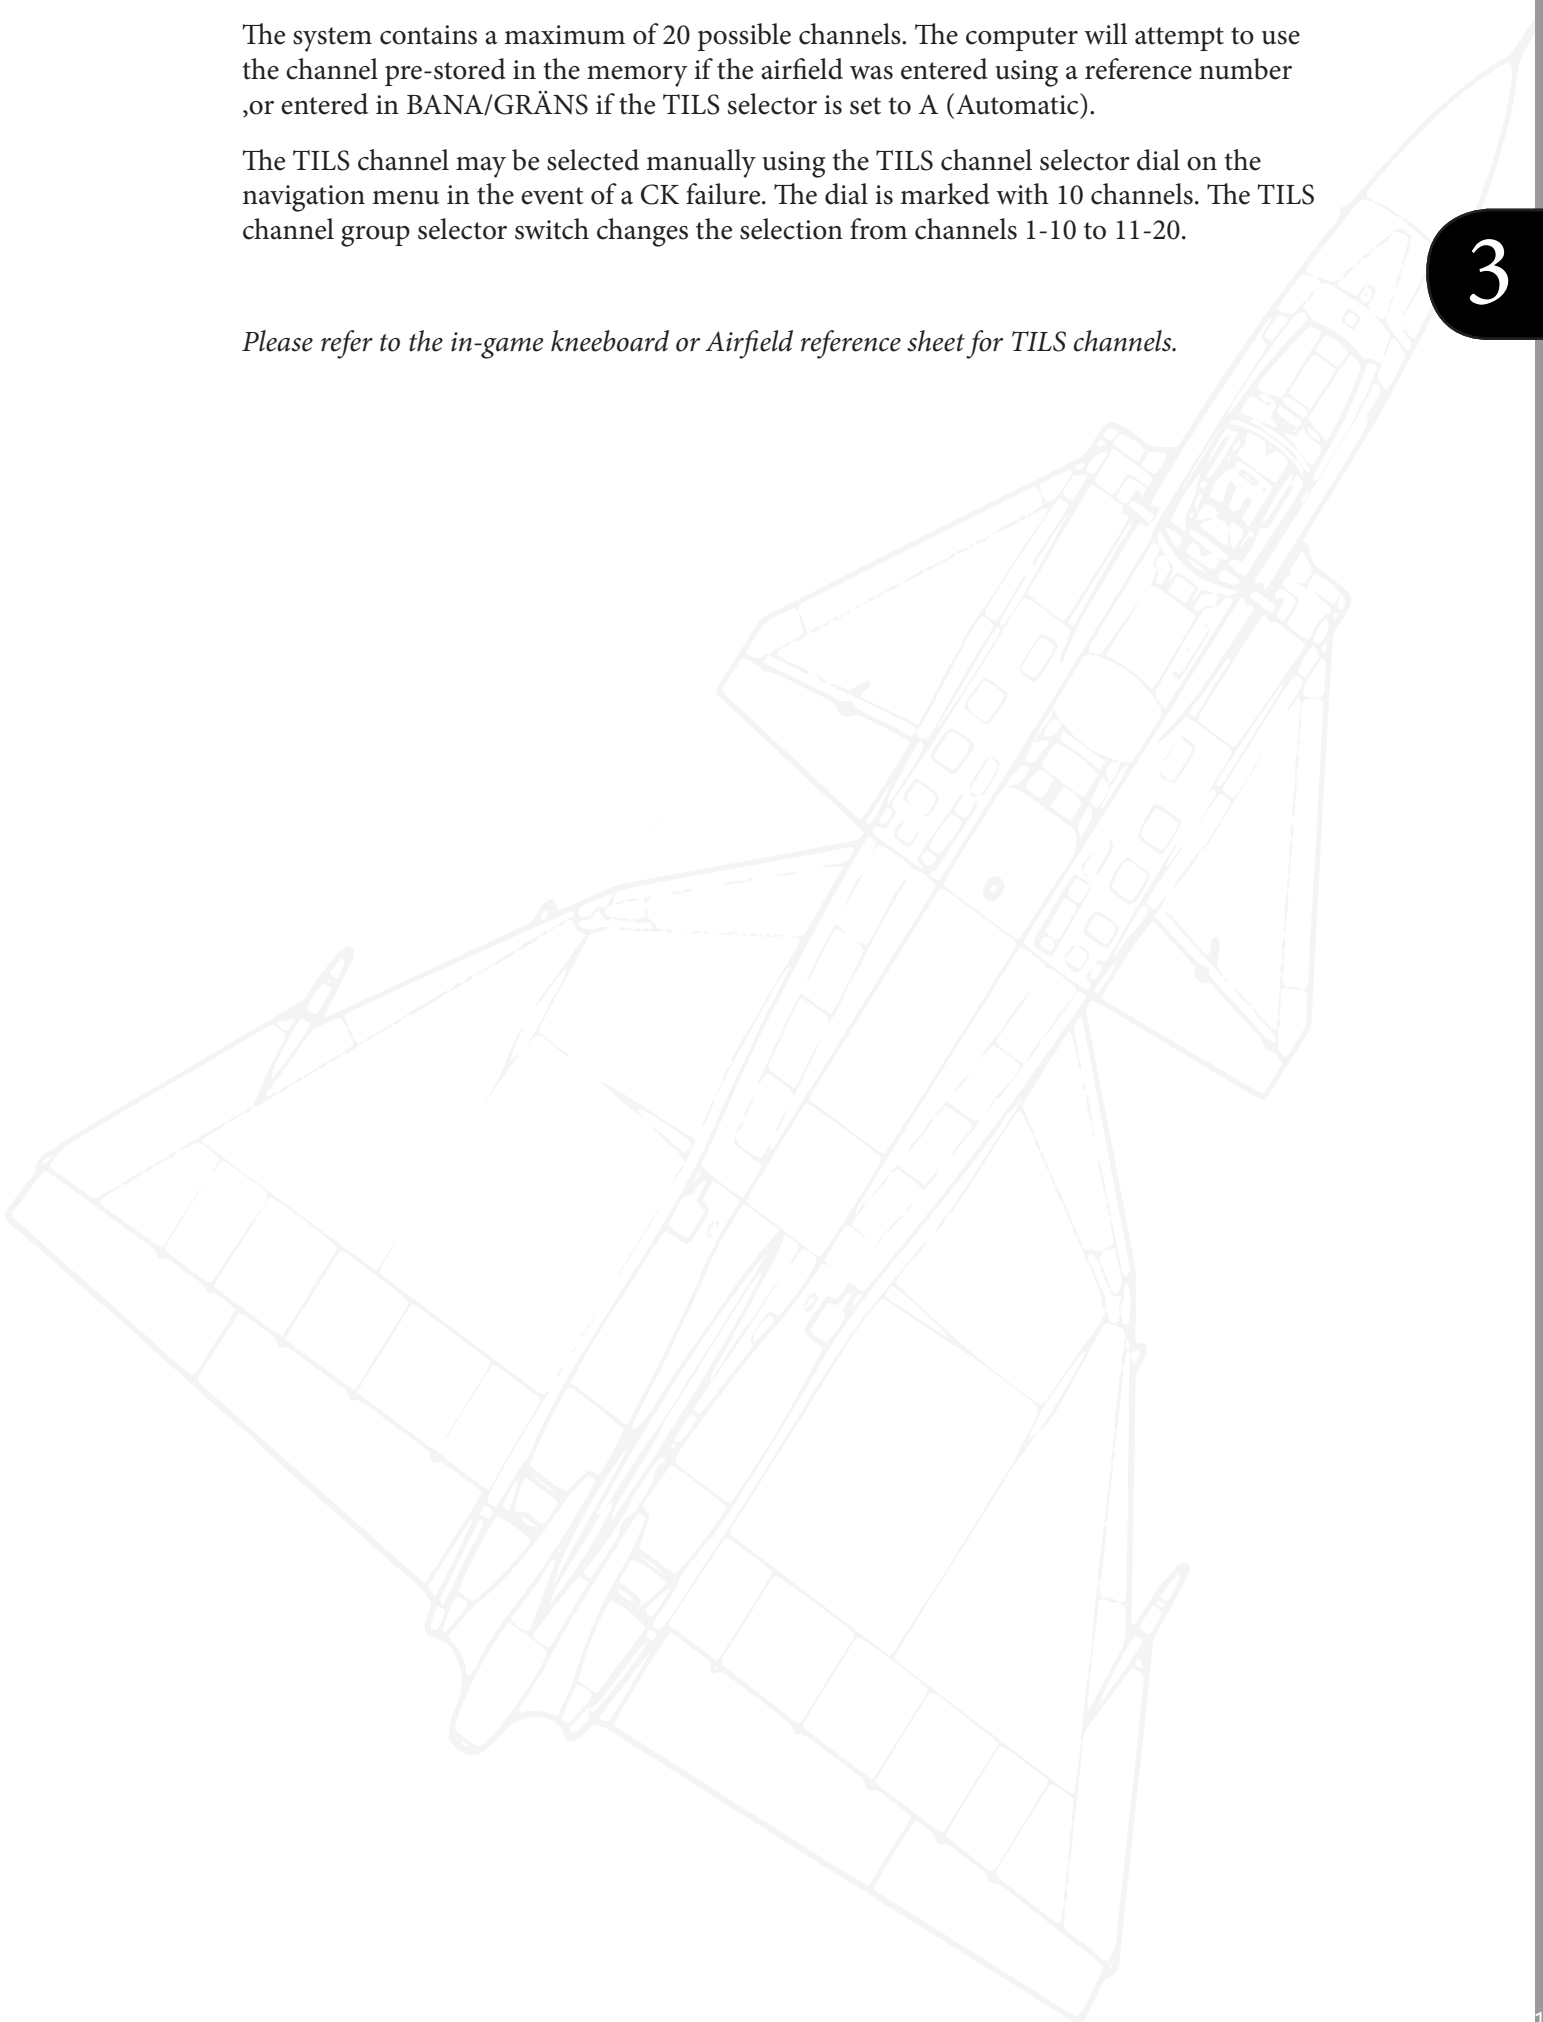 The system contains a maximum of 20 possible channels. The computer will attempt to use
the channel pre-stored in the memory if the airfield was entered using a reference number
,or entered in BANA/GRÄNS if the TILS selector is set to A (Automatic).
The TILS channel may be selected manually using the TILS channel selector dial on the
navigation menu in the event of a CK failure. The dial is marked with 10 channels. The TILS
channel group selector switch changes the selection from channels 1-10 to 11-20.
3
Please refer to the in-game kneeboard or Airfield reference sheet for TILS channels.